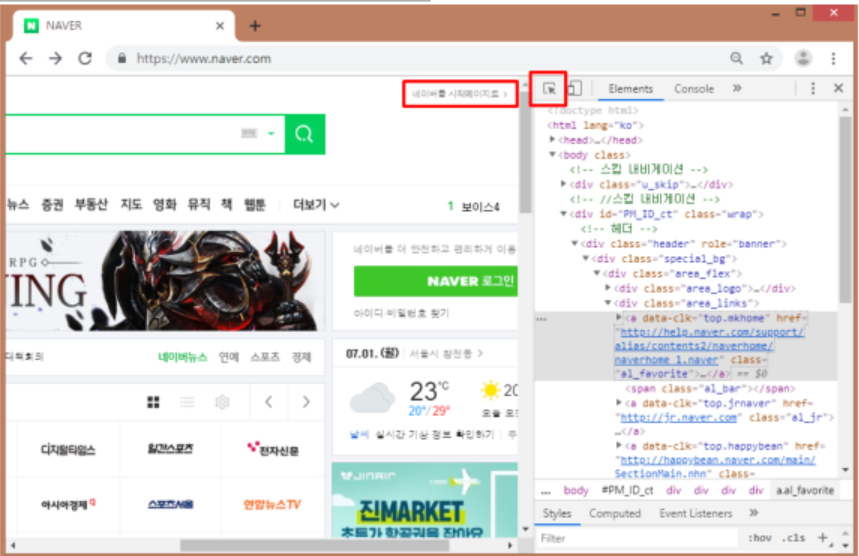 NAVER
https://www.naver.com
네이버를 시작페이지로 >
뉴스 증권 부동산 지도 영화 뮤직 책 웹툰 더보기
1 보이스4
RPG
ING
네이버를 더 안전하고 편리하게 이용
NAVER 로그인
아이디 비밀번호 찾기
네이버뉴스 연예 스포츠 경제
07.01. (월) 서울시
23°C
20°/29°
20
날씨 실시간 기상 정보 확인하기
디지털타임스
일간스포츠
전자신문
아시아경제
스포츠서울
연합뉴스TV
JINAIR
진MARKET
초특가 항공권을 잡아요
Elements Console »
<!doctype html>
<html lang="ko">
<head>…</head>
<body class>
<!-- 스킵 내비게이션 -->
<div class="u_skip">…</div>
<!-- //스킵 내비게이션 -->
<div id="PM_ID_ct" class="wrap">
<!-- 헤더 -->
<div class="header" role="banner">
<div class="special_bg">
<div class="area_flex">
<div class="area_logo">…</div>
<div class="area_links">
<a data-clk="top.mkhome" href=
"http://help.naver.com/support/
alias/contents2/naverhome/
naverhome_1.naver" class=
"al_favorite">…</a> == $0
<span class="al_bar"></span>
<a data-clk="top.jrnaver" href=
"http://jr.naver.com" class="al_jr">
…</a>
<a data-clk="top.happybean" href=
"http://happybean.naver.com/main/
SectionMain.nhn" class=
... body #PM_ID_ct div div div div a.al_favorite
Styles Computed Event Listeners »
Filter :hov .cls +